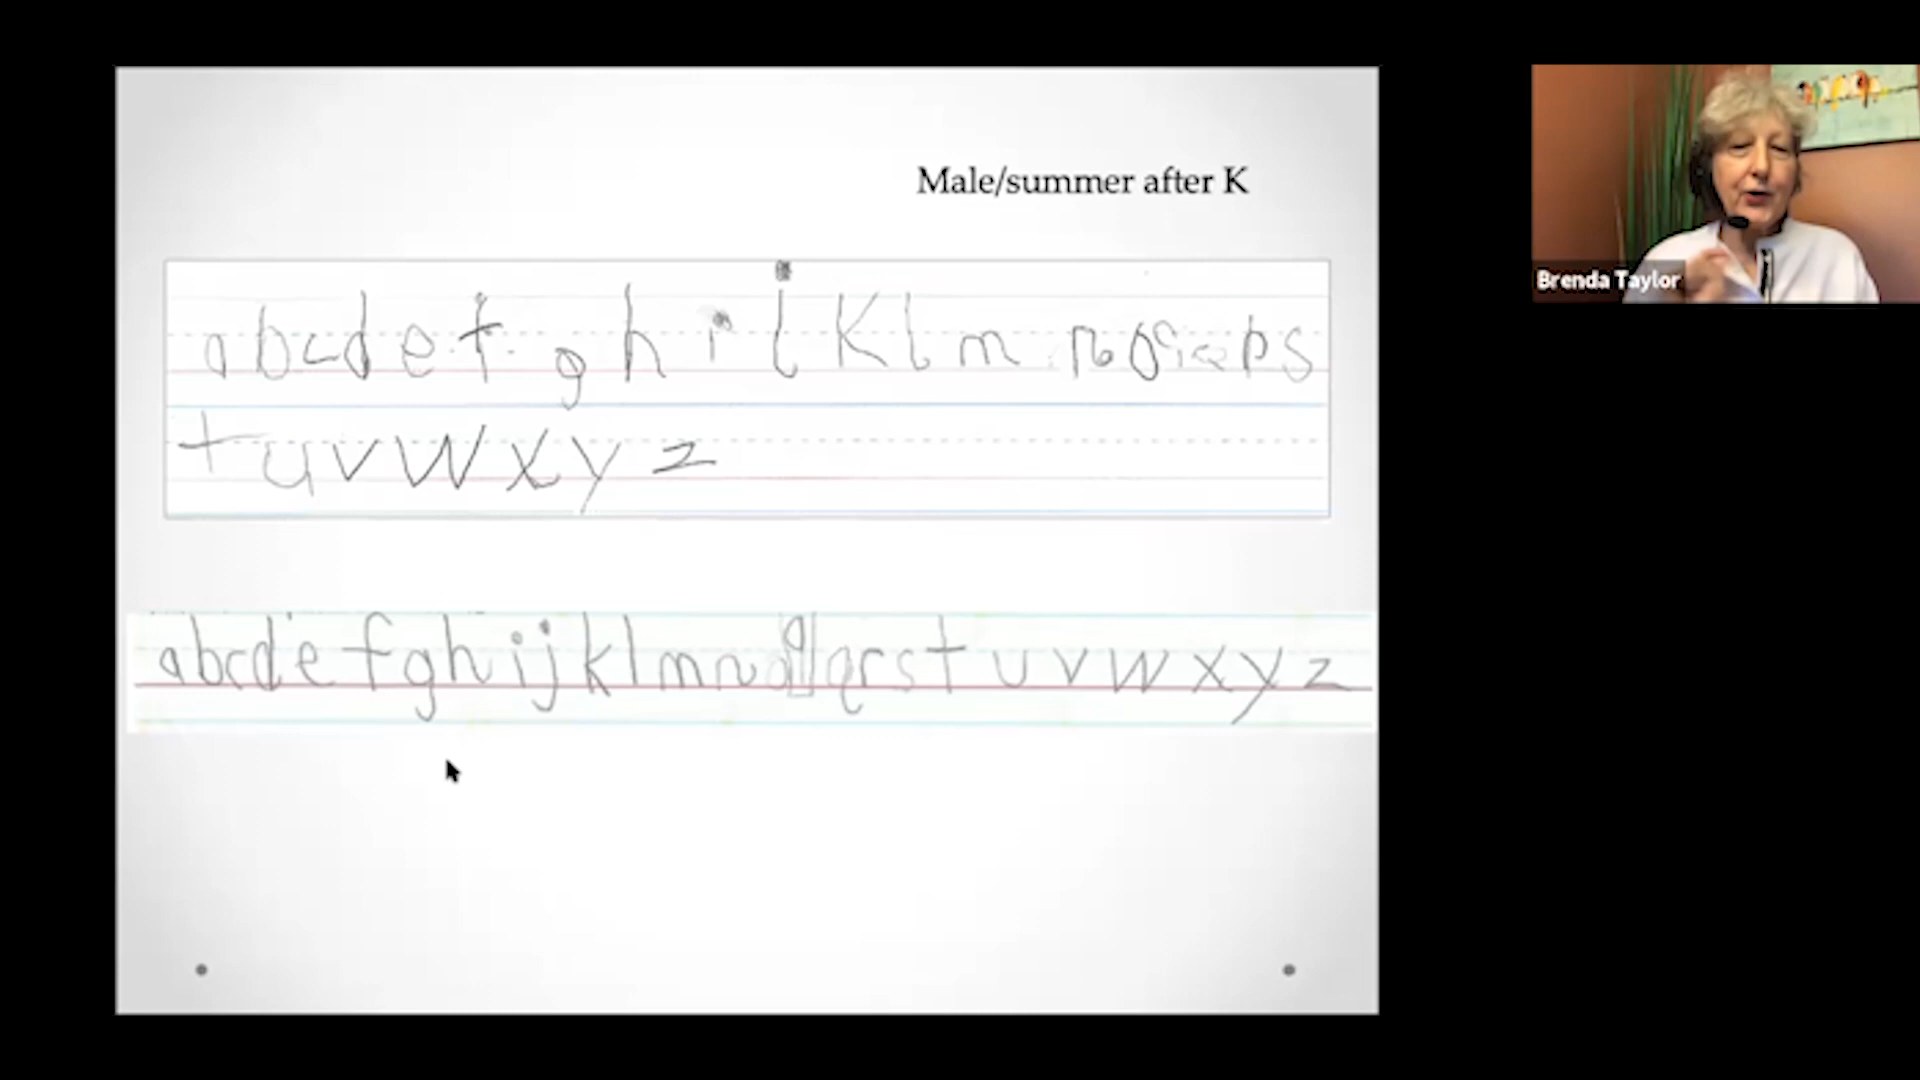 Male/summer after K
Brenda Taylor
a b c d e f g h i j K l m n o
t u v w x y z
a b c d e f g h i j k l m n q r s t u v w x y z